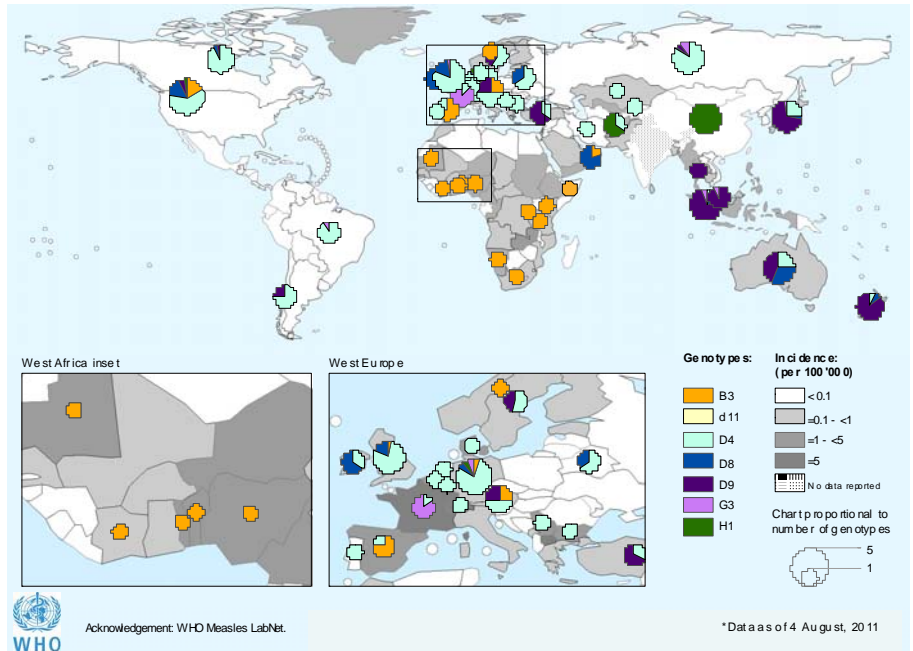 West Africa inset
West Europe
Genotypes:
B3
d11
D4
D8
D9
G3
H1
Incidence:
(per 100'000)
<0.1
=0.1 - <1
=1 - <5
=5
No data reported
Chart proportional to
number of genotypes
5
1
WHO
Acknowledgement: WHO Measles LabNet.
*Data as of 4 August, 2011